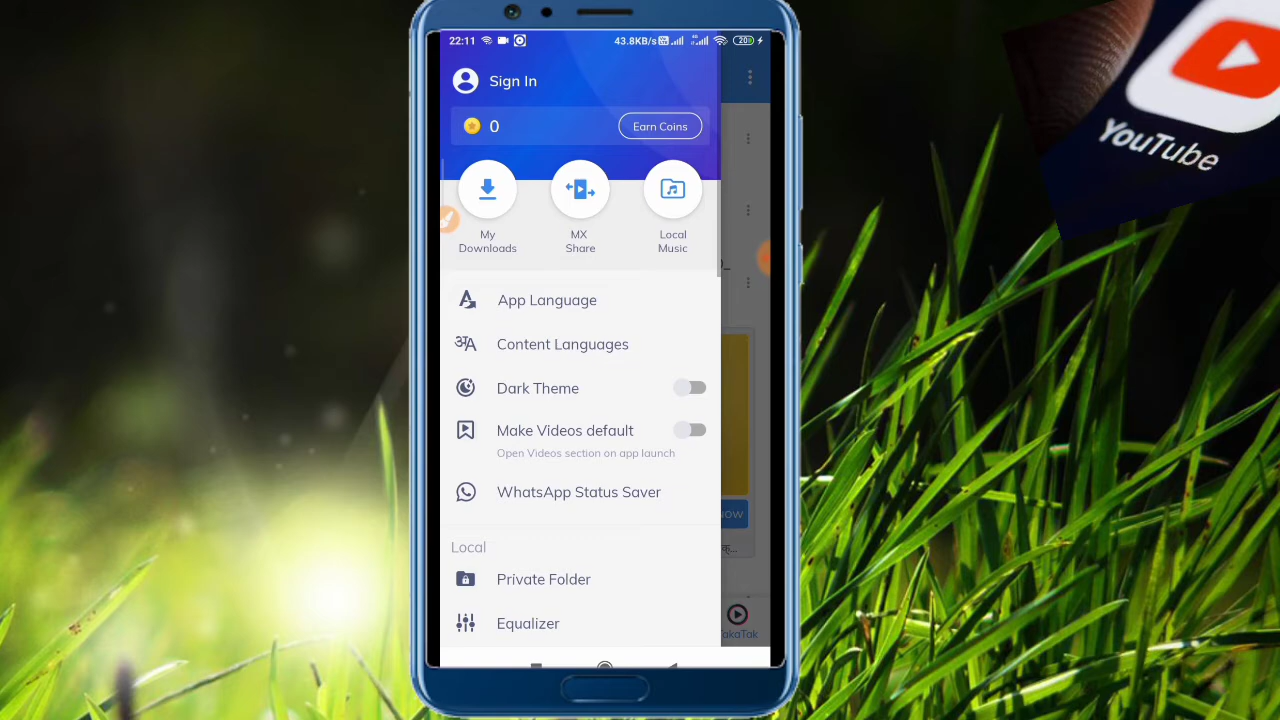 22:11 43.8KB/s 20
Sign In
0 Earn Coins
My Downloads
MX Share
Local Music
App Language
Content Languages
Dark Theme
Make Videos default
Open Videos section on app launch
WhatsApp Status Saver
Local
Private Folder
Equalizer
TakaTak
YouTube